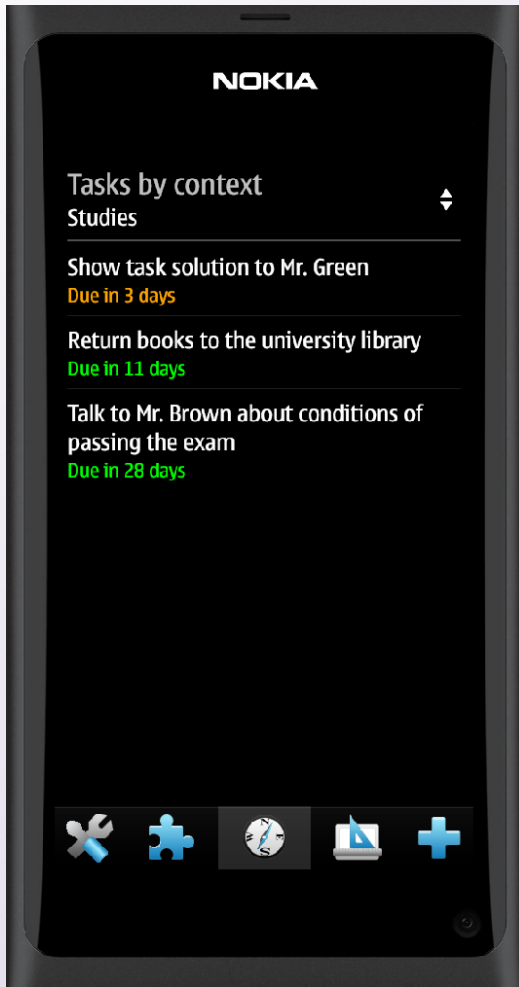 NOKIA
Tasks by context
Studies
Show task solution to Mr. Green
Due in 3 days
Return books to the university library
Due in 11 days
Talk to Mr. Brown about conditions of
passing the exam
Due in 28 days
N
S